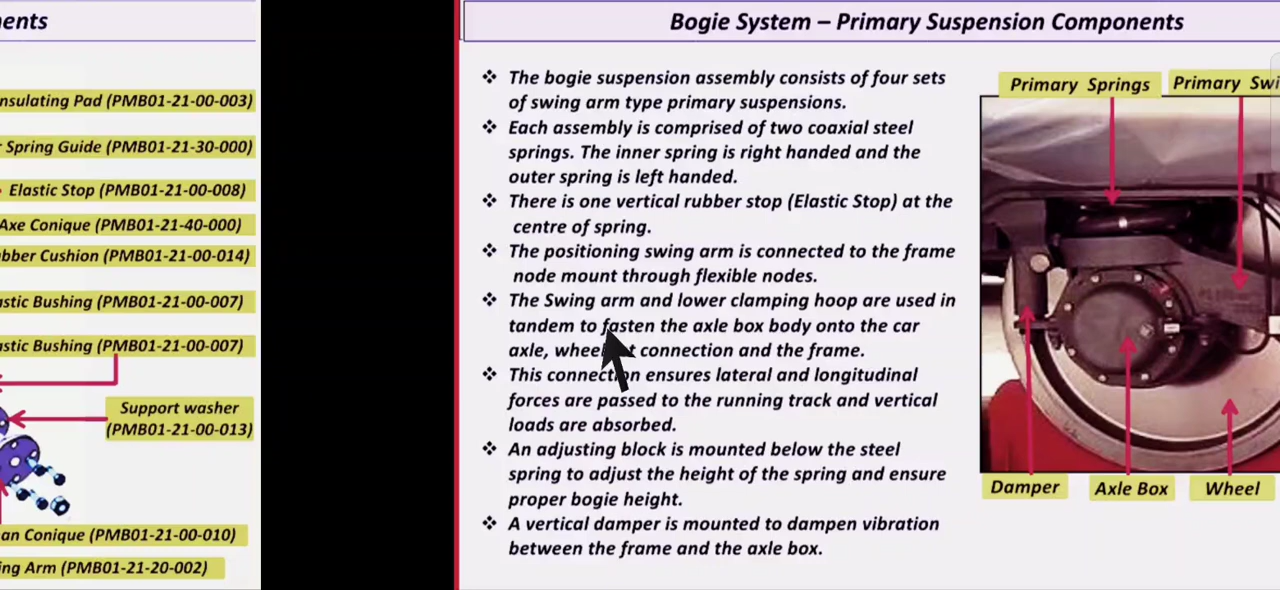 ents
nsulating Pad (PMB01-21-00-003)
Spring Guide (PMB01-21-30-000)
Elastic Stop (PMB01-21-00-008)
Axe Conique (PMB01-21-40-000)
bber Cushion (PMB01-21-00-014)
astic Bushing (PMB01-21-00-007)
astic Bushing (PMB01-21-00-007)
Support washer
(PMB01-21-00-013)
an Conique (PMB01-21-00-010)
ing Arm (PMB01-21-20-002)
Bogie System – Primary Suspension Components
❖ The bogie suspension assembly consists of four sets
of swing arm type primary suspensions.
❖ Each assembly is comprised of two coaxial steel
springs. The inner spring is right handed and the
outer spring is left handed.
❖ There is one vertical rubber stop (Elastic Stop) at the
centre of spring.
❖ The positioning swing arm is connected to the frame
node mount through flexible nodes.
❖ The Swing arm and lower clamping hoop are used in
tandem to fasten the axle box body onto the car
axle, connection and the frame.
❖ This connection ensures lateral and longitudinal
forces are passed to the running track and vertical
loads are absorbed.
❖ An adjusting block is mounted below the steel
spring to adjust the height of the spring and ensure
proper bogie height.
❖ A vertical damper is mounted to dampen vibration
between the frame and the axle box.
Primary Springs
Primary Swi
Damper
Axle Box
Wheel